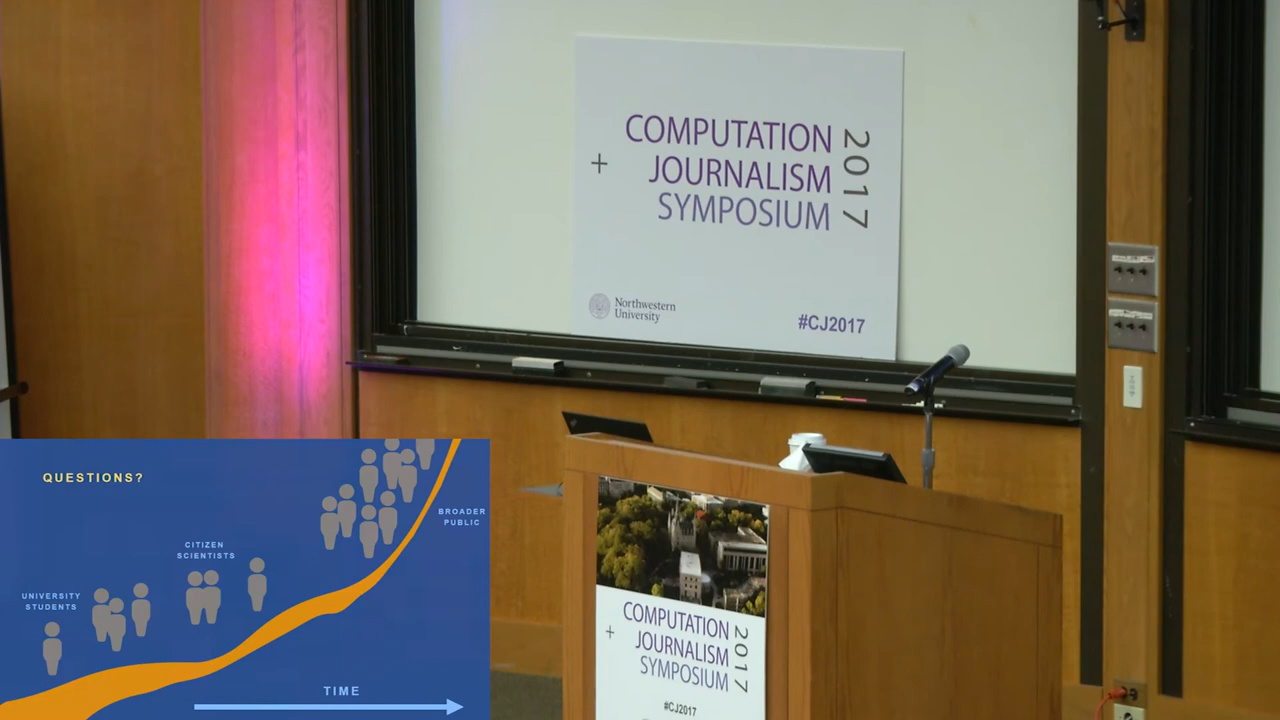 COMPUTATION
+ JOURNALISM
SYMPOSIUM
2017
Northwestern
University
#CJ2017
QUESTIONS?
BROADER
PUBLIC
CITIZEN
SCIENTISTS
UNIVERSITY
STUDENTS
TIME
COMPUTATION
+ JOURNALISM
SYMPOSIUM
2017
#CJ2017